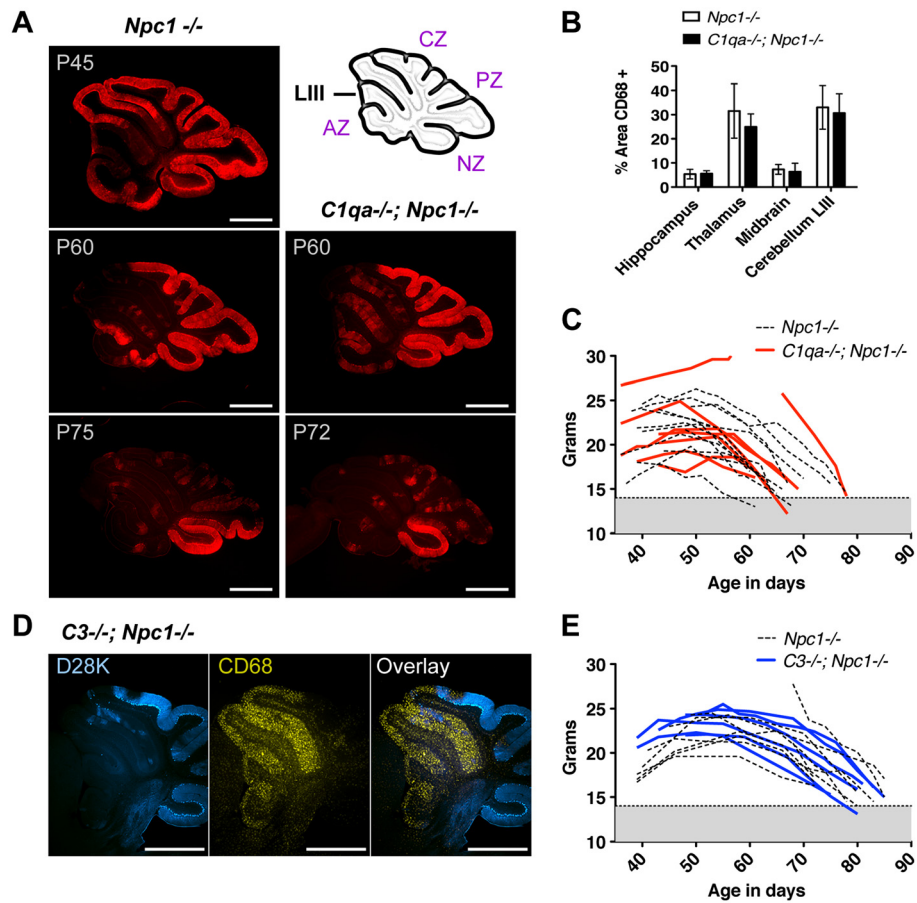 A
Npc1 -/-
P45
CZ
LIII
PZ
AZ
NZ
C1qa-/-; Npc1-/-
P60
P60
P75
P72
B
Npc1-/-
C1qa-/-; Npc1-/-
% Area CD68 +
50
40
30
20
10
0
Hippocampus
Thalamus
Midbrain
Cerebellum LIII
C
Npc1-/-
C1qa-/-; Npc1-/-
Grams
30
25
20
15
10
40
50
60
70
80
90
Age in days
D
C3-/-; Npc1-/-
D28K
CD68
Overlay
E
Npc1-/-
C3-/-; Npc1-/-
Grams
30
25
20
15
10
40
50
60
70
80
90
Age in days